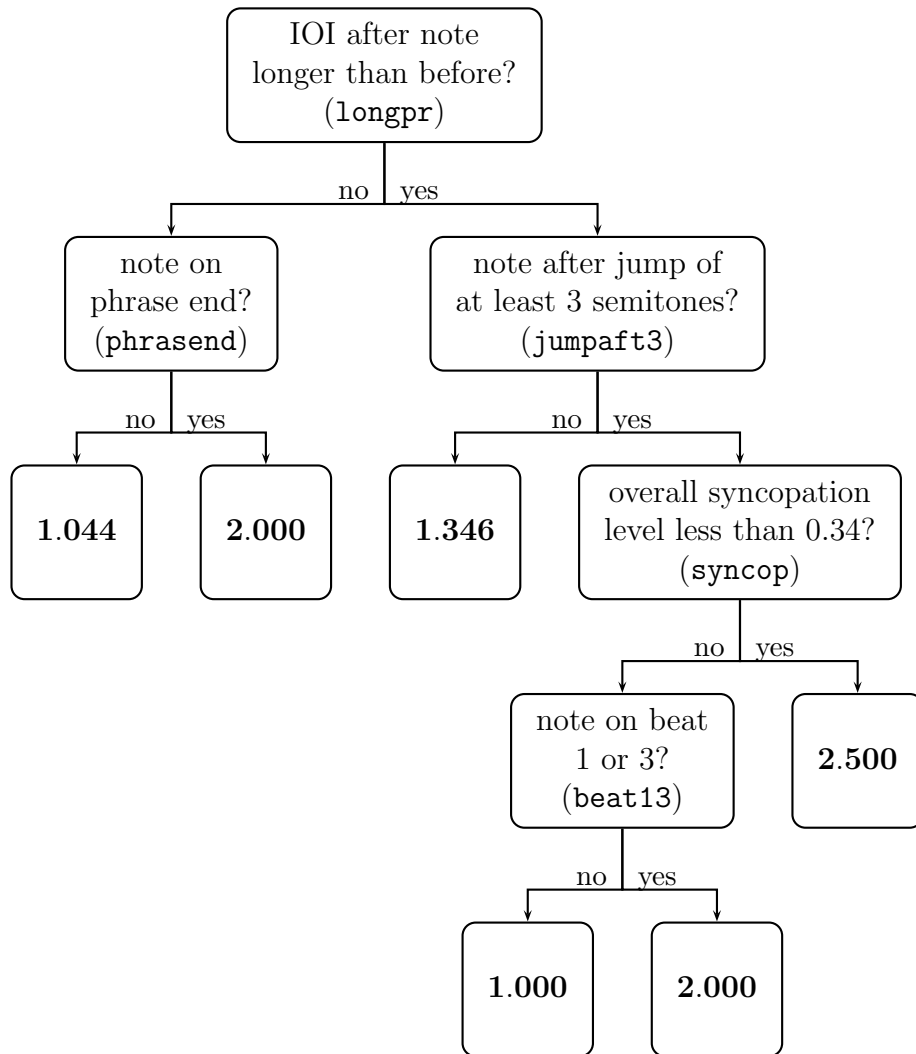 IOI after note
longer than before?
(longpr)
no yes
note on
phrase end?
(phrasend)
note after jump of
at least 3 semitones?
(jumpaft3)
no yes
no yes
1.044
2.000
1.346
overall syncopation
level less than 0.34?
(syncop)
no yes
note on beat
1 or 3?
(beat13)
2.500
no yes
1.000
2.000